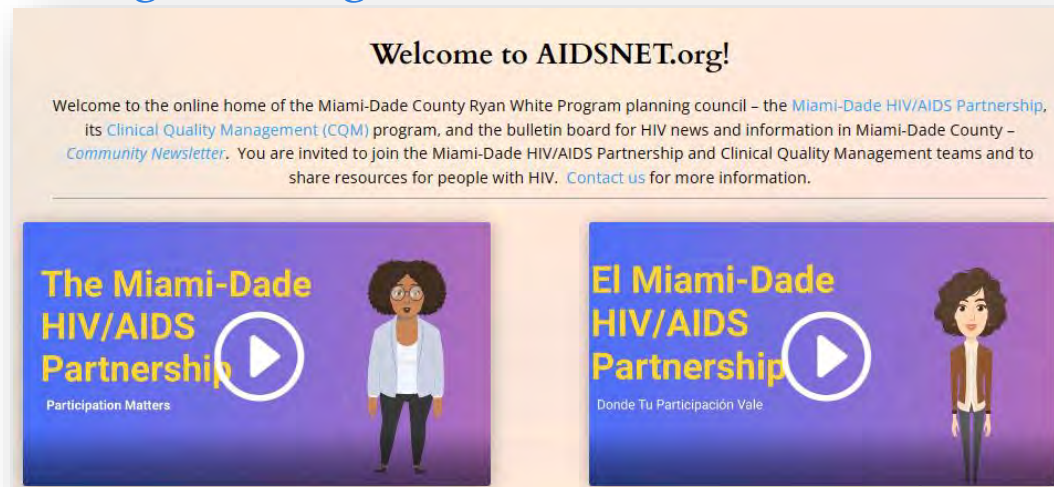 Welcome to AIDSNET.org!
Welcome to the online home of the Miami-Dade County Ryan White Program planning council – the Miami-Dade HIV/AIDS Partnership,
its Clinical Quality Management (CQM) program, and the bulletin board for HIV news and information in Miami-Dade County –
Community Newsletter. You are invited to join the Miami-Dade HIV/AIDS Partnership and Clinical Quality Management teams and to
share resources for people with HIV. Contact us for more information.
The Miami-Dade
HIV/AIDS
Partnership
Participation Matters
El Miami-Dade
HIV/AIDS
Partnership
Donde Tu Participación Vale